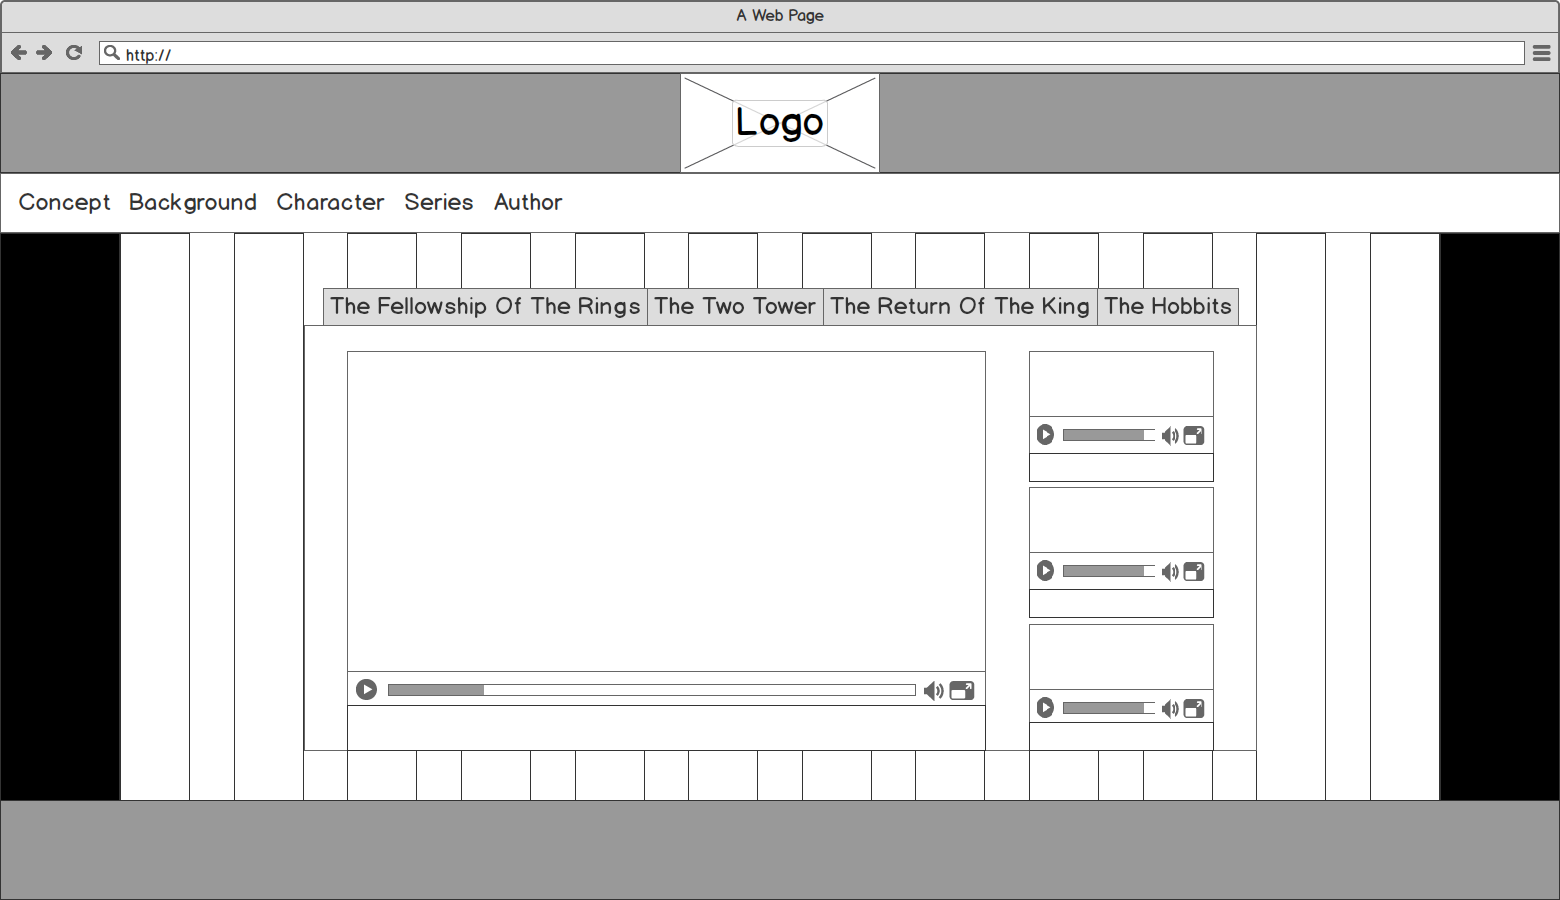 A Web Page
http://
Logo
Concept Background Character Series Author
The Fellowship Of The Rings The Two Tower The Return Of The King The Hobbits